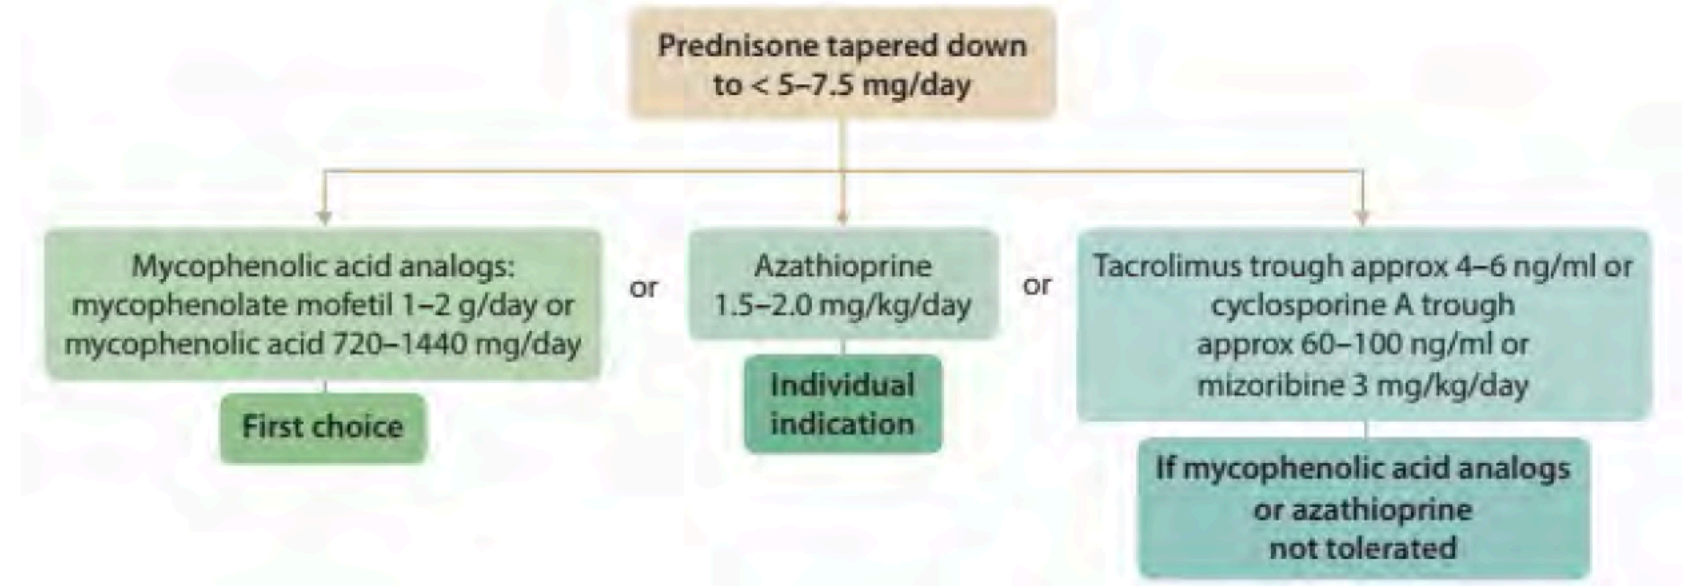 Prednisone tapered down
to < 5–7.5 mg/day
Mycophenolic acid analogs:
mycophenolate mofetil 1–2 g/day or
mycophenolic acid 720–1440 mg/day
First choice
or
Azathioprine
1.5–2.0 mg/kg/day
Individual
indication
or
Tacrolimus trough approx 4–6 ng/ml or
cyclosporine A trough
approx 60–100 ng/ml or
mizoribine 3 mg/kg/day
If mycophenolic acid analogs
or azathioprine
not tolerated